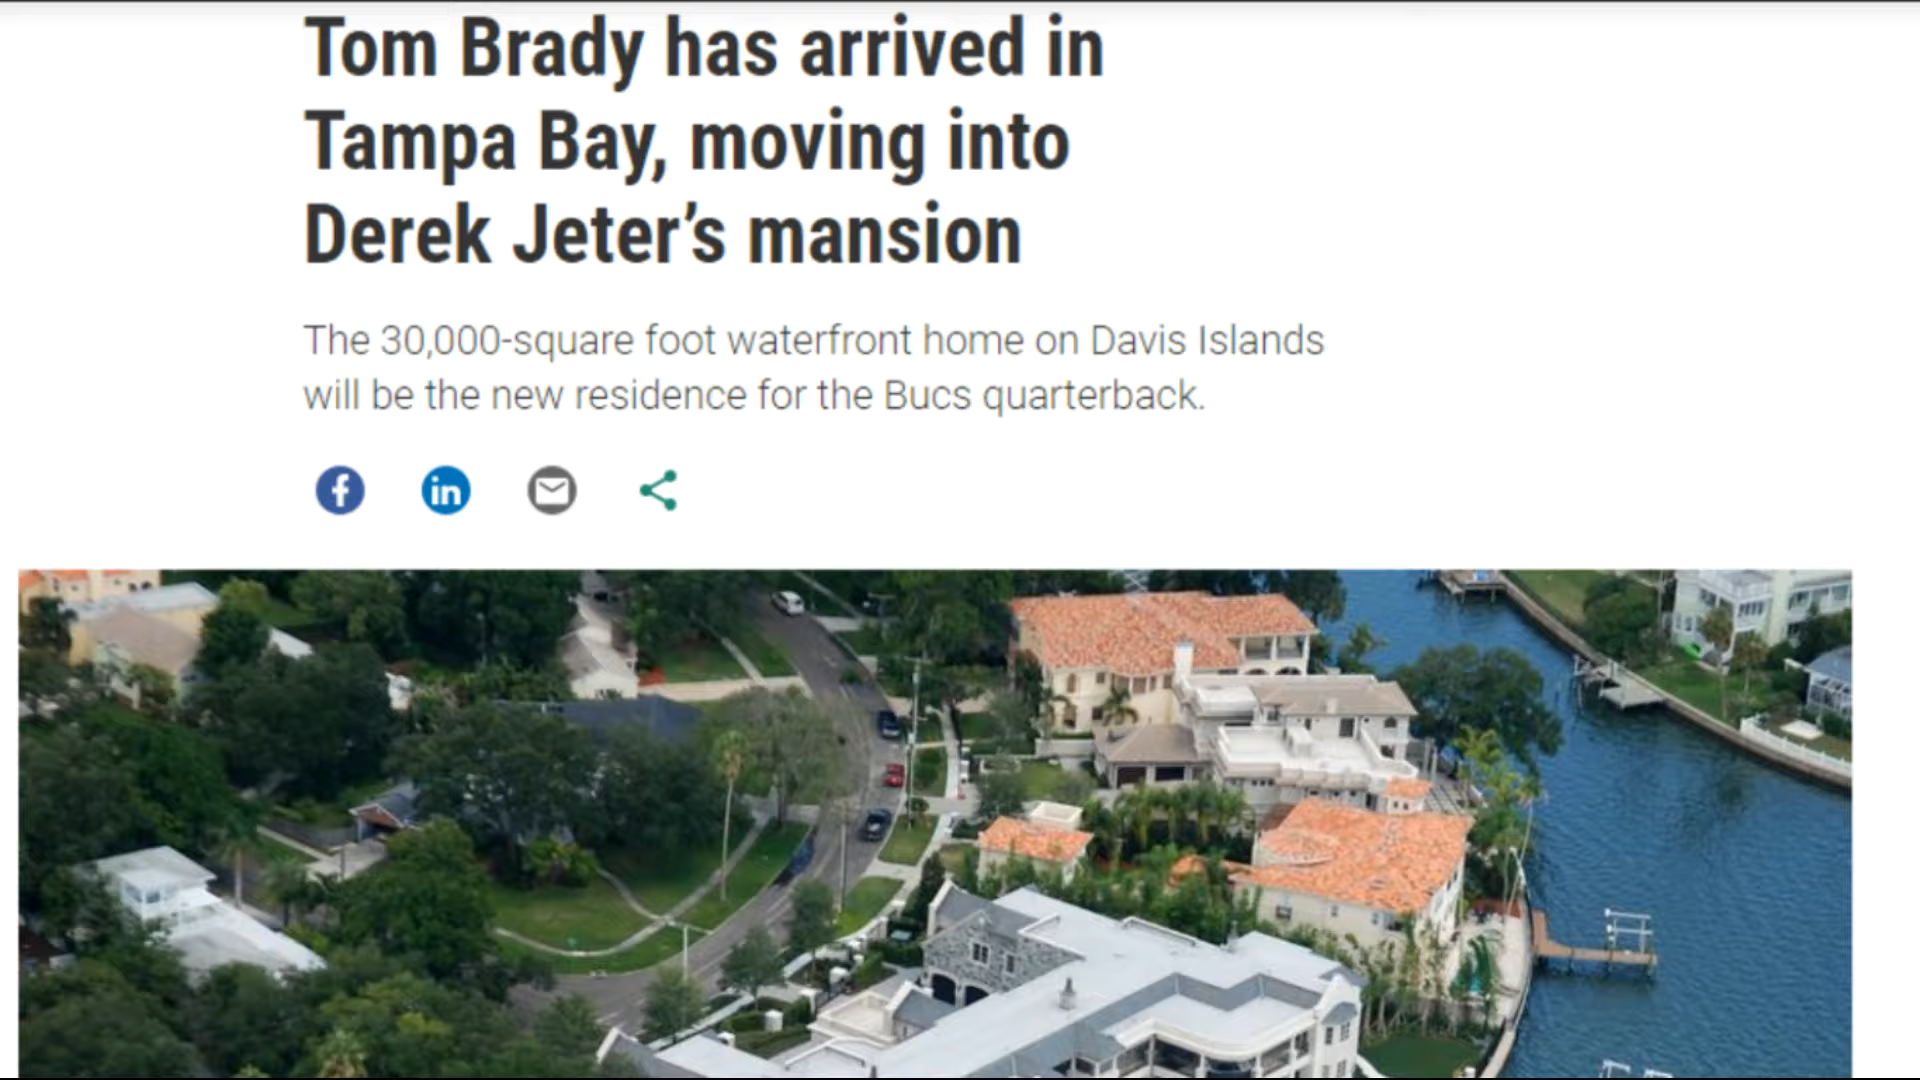 Tom Brady has arrived in
Tampa Bay, moving into
Derek Jeter’s mansion
The 30,000-square foot waterfront home on Davis Islands
will be the new residence for the Bucs quarterback.
f
in